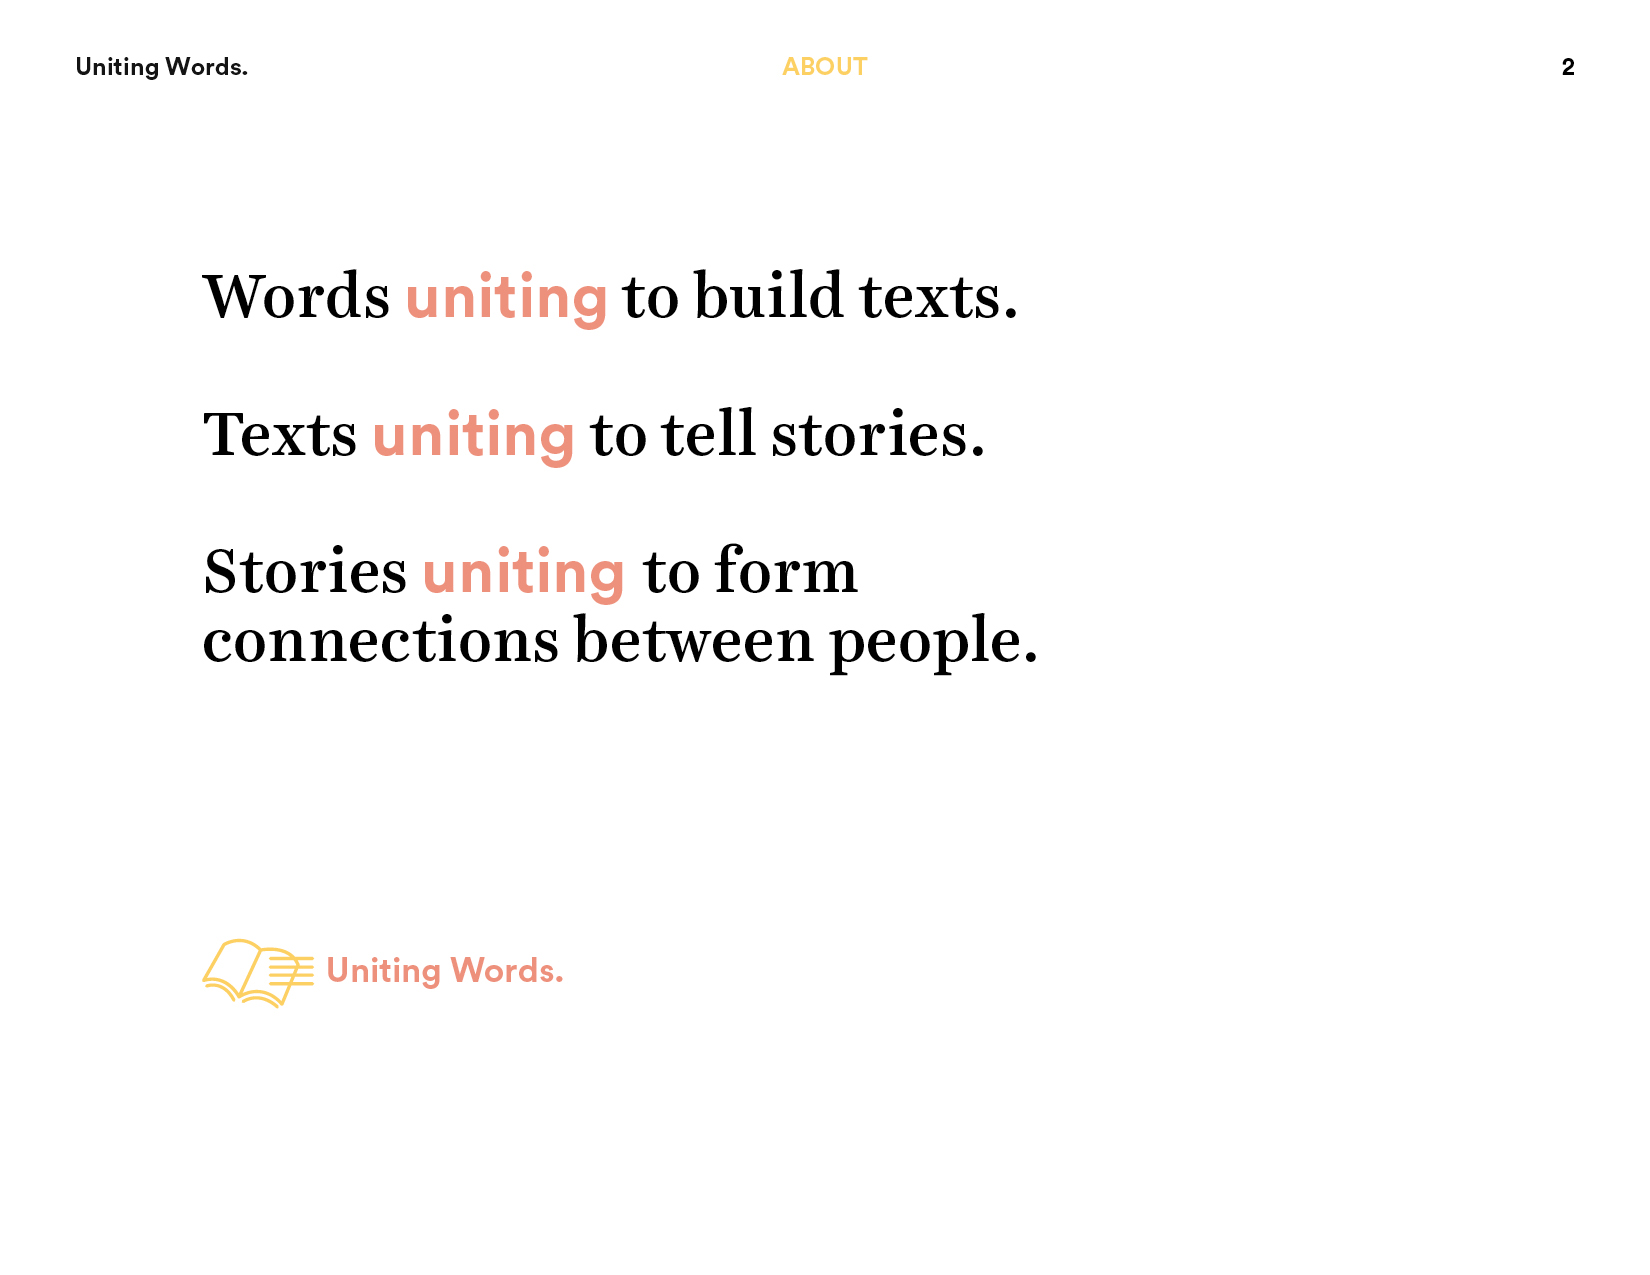 Uniting Words.
ABOUT
2
Words uniting to build texts.
Texts uniting to tell stories.
Stories uniting to form
connections between people.
Uniting Words.